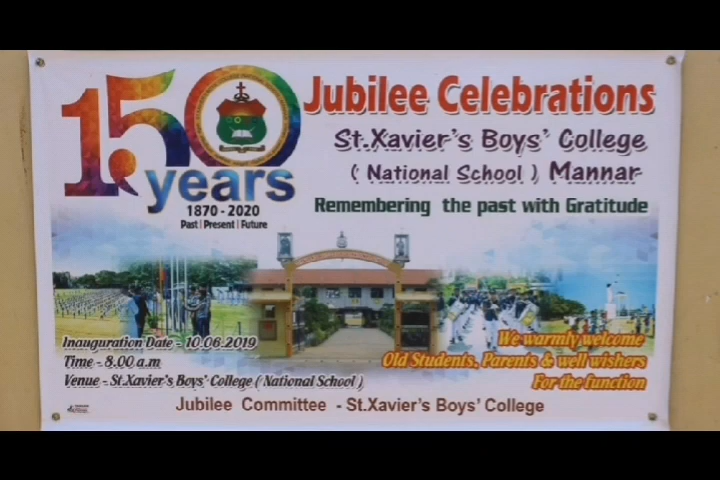 150 years
1870 - 2020
Past | Present | Future
Jubilee Celebrations
St.Xavier's Boys' College
( National School ) Mannar
Remembering the past with Gratitude
Inauguration Date - 10.06.2019
Time - 8.00 a.m
Venue - St.Xavier's Boys' College ( National School )
We warmly welcome
Old Students, Parents & well wishers
For the function
Jubilee Committee - St.Xavier's Boys' College